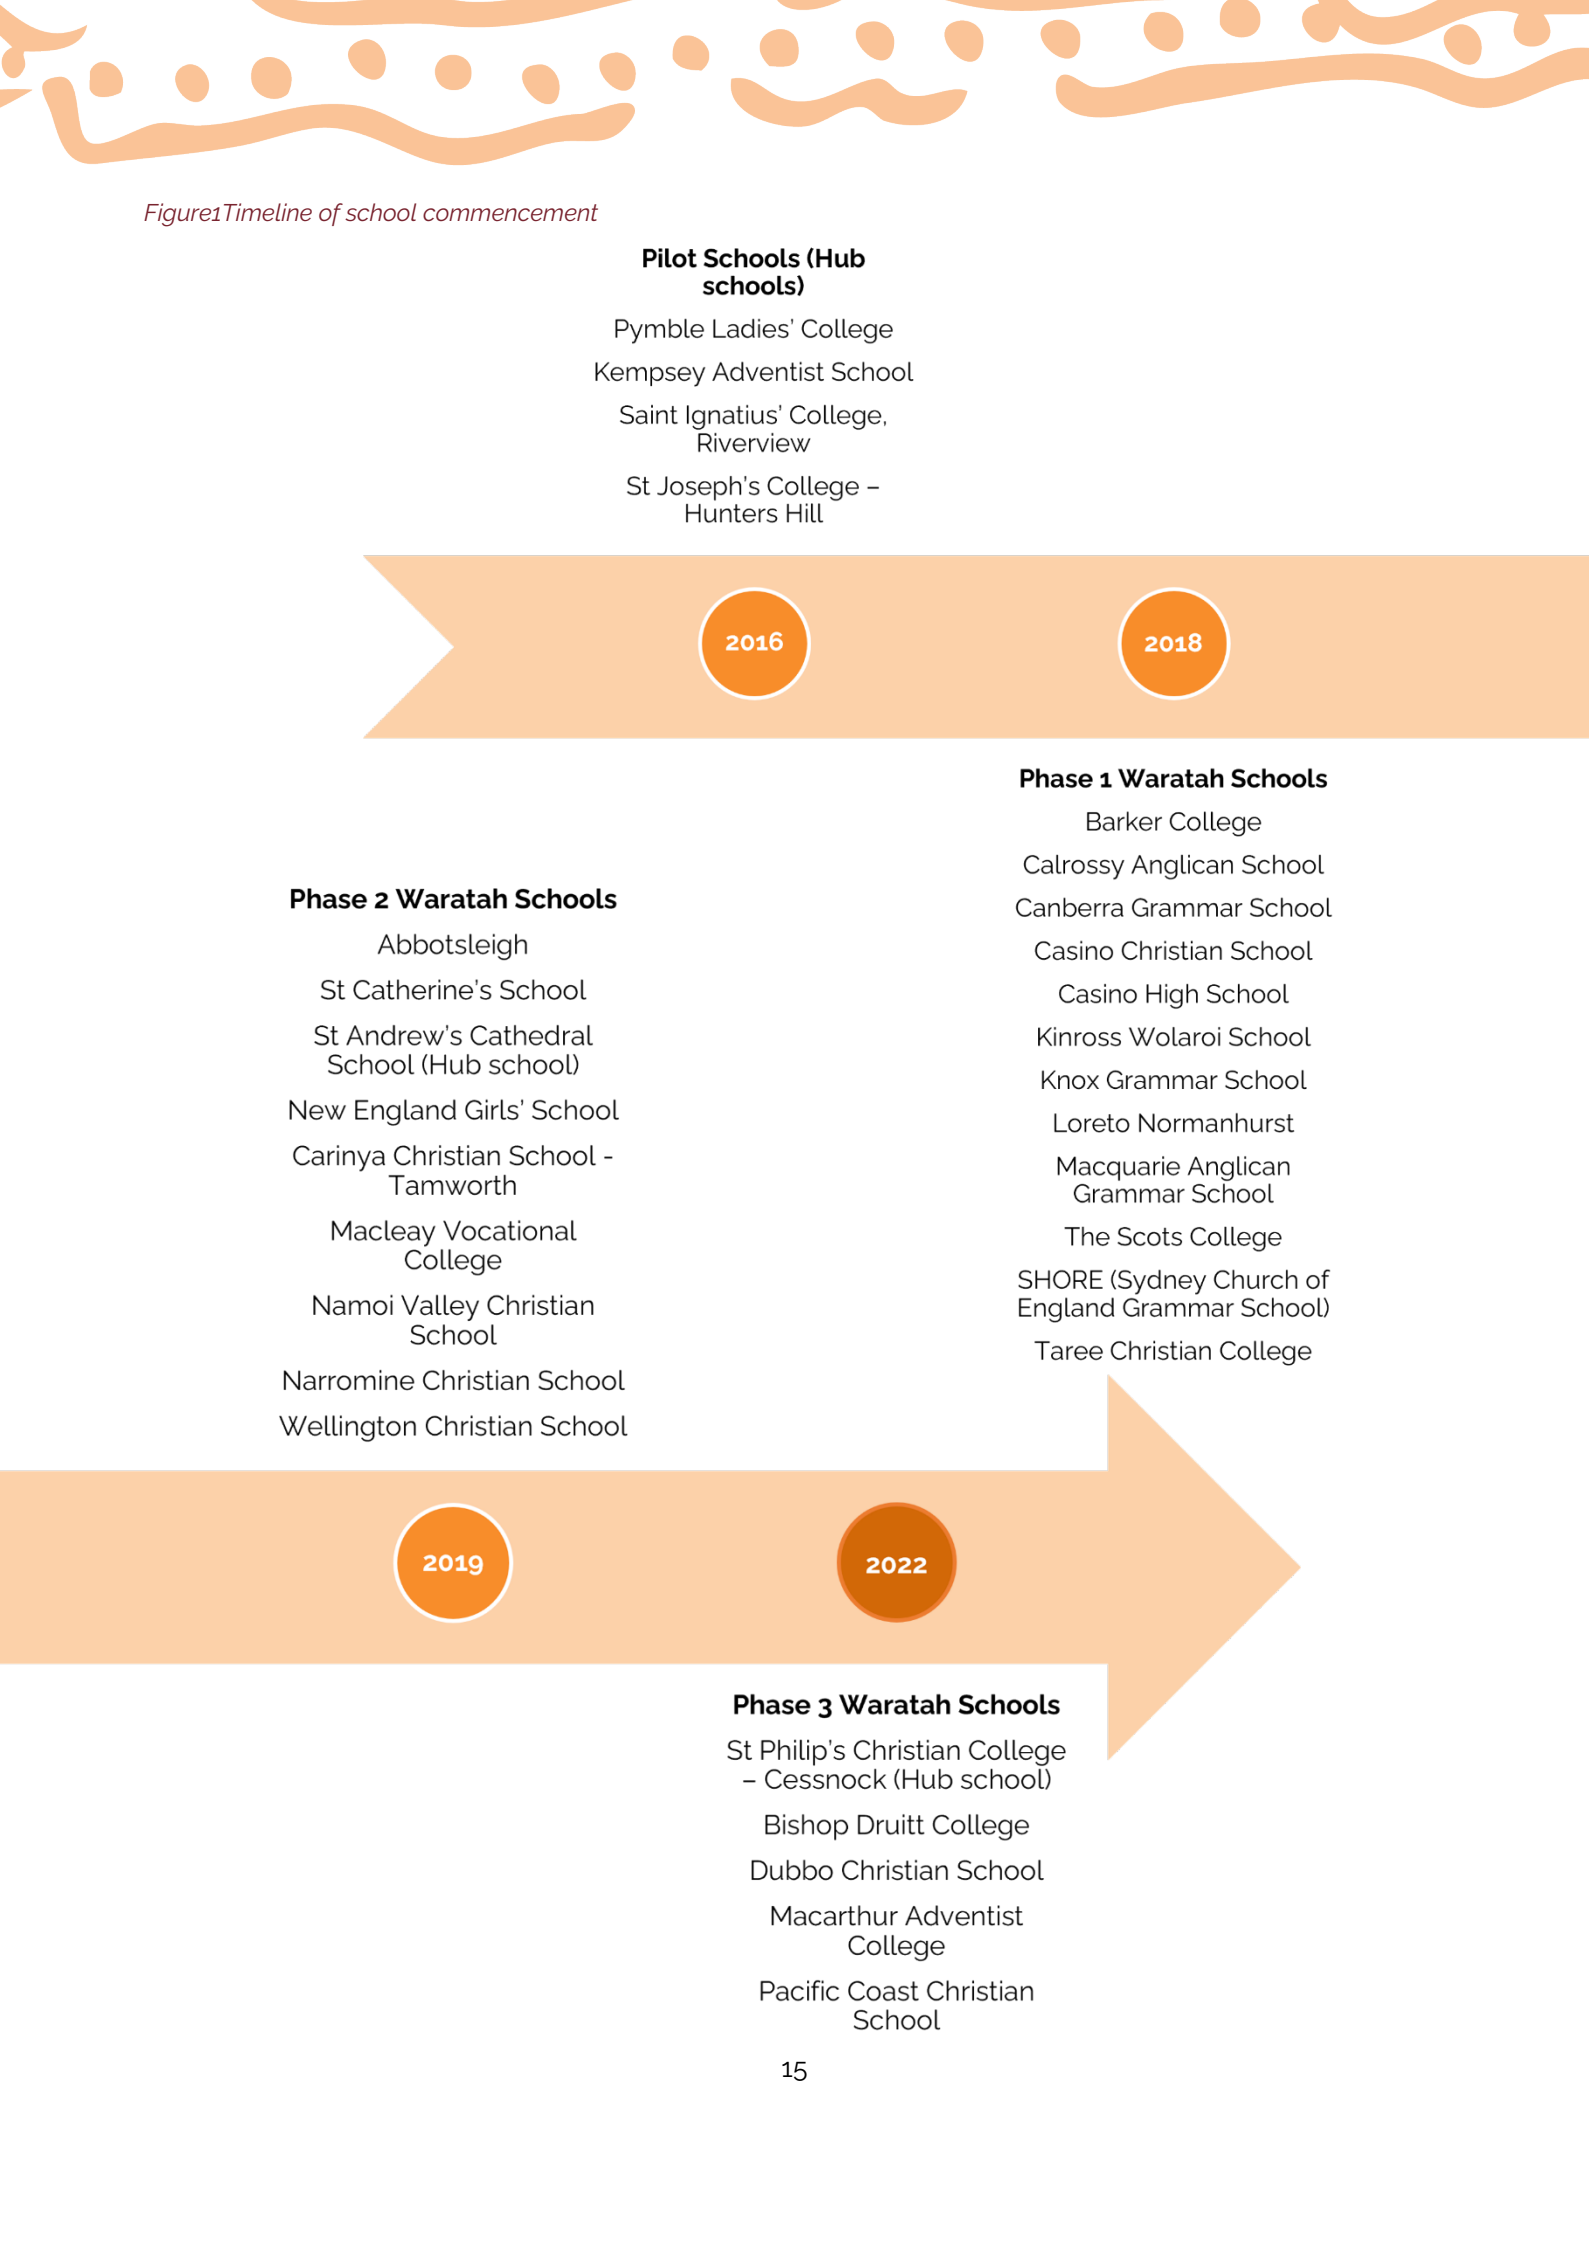 Figure1Timeline of school commencement
Pilot Schools (Hub
schools)
Pymble Ladies’ College
Kempsey Adventist School
Saint Ignatius’ College,
Riverview
St Joseph’s College –
Hunters Hill
2016
2018
Phase 1 Waratah Schools
Barker College
Calrossy Anglican School
Canberra Grammar School
Casino Christian School
Casino High School
Kinross Wolaroi School
Knox Grammar School
Loreto Normanhurst
Macquarie Anglican
Grammar School
The Scots College
SHORE (Sydney Church of
England Grammar School)
Taree Christian College
Phase 2 Waratah Schools
Abbotsleigh
St Catherine’s School
St Andrew’s Cathedral
School (Hub school)
New England Girls’ School
Carinya Christian School -
Tamworth
Macleay Vocational
College
Namoi Valley Christian
School
Narromine Christian School
Wellington Christian School
2019
2022
Phase 3 Waratah Schools
St Philip’s Christian College
– Cessnock (Hub school)
Bishop Druitt College
Dubbo Christian School
Macarthur Adventist
College
Pacific Coast Christian
School
15